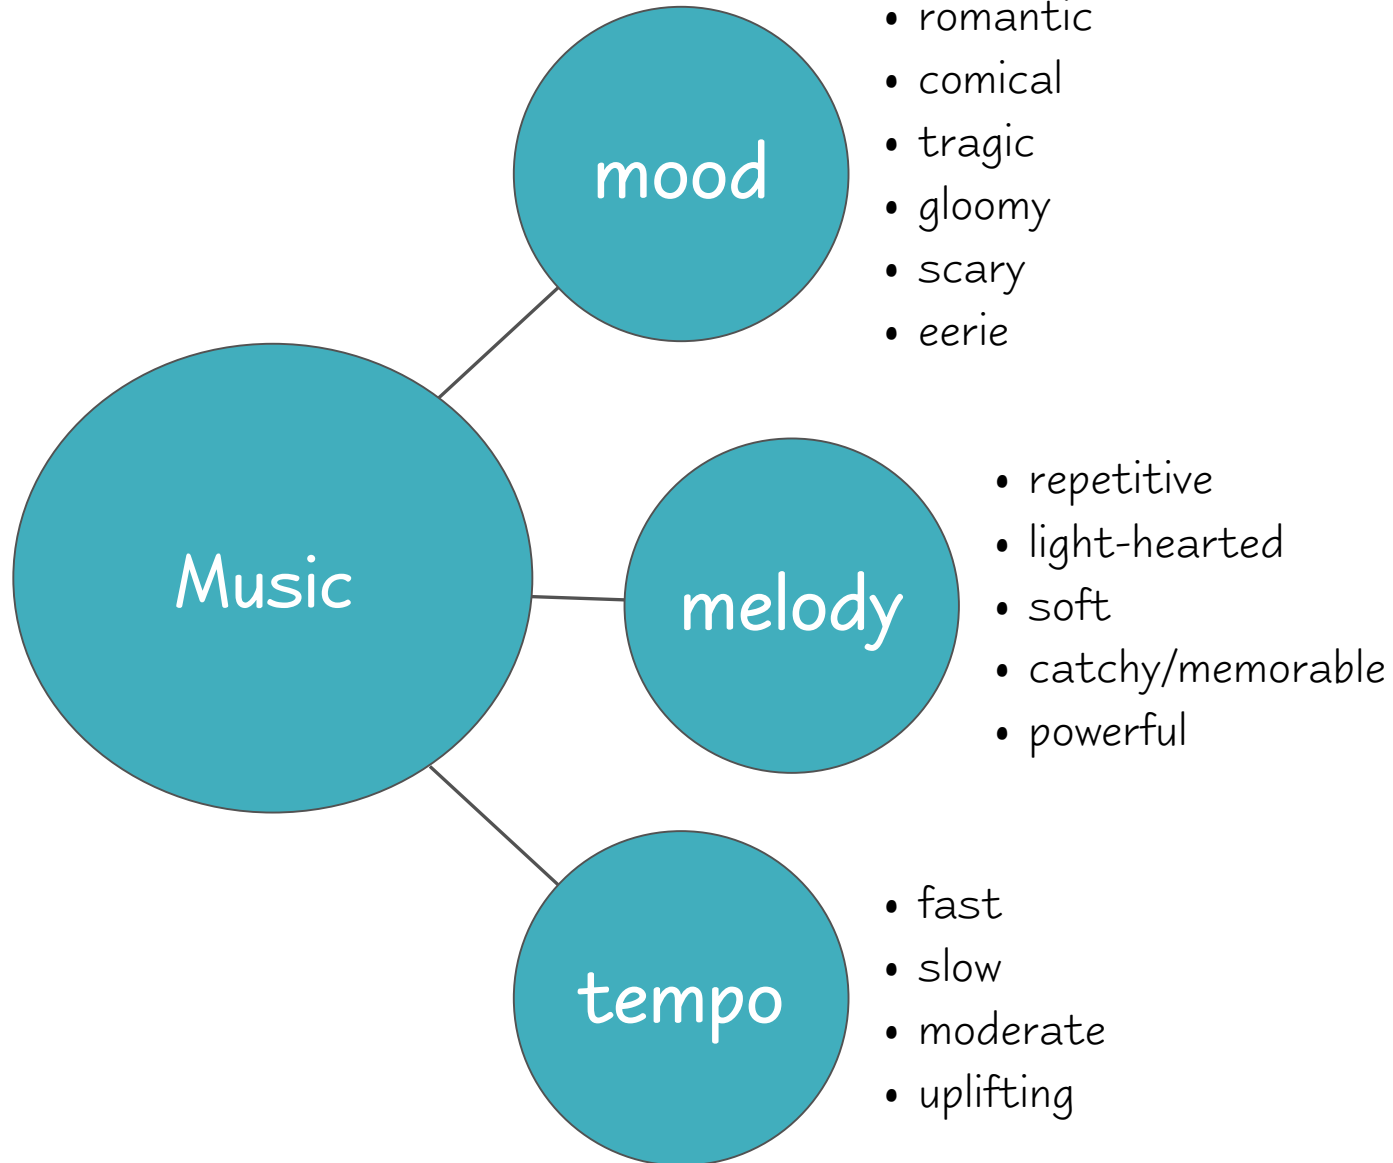 Music
mood
• romantic
• comical
• tragic
• gloomy
• scary
• eerie
melody
• repetitive
• light-hearted
• soft
• catchy/memorable
• powerful
tempo
• fast
• slow
• moderate
• uplifting